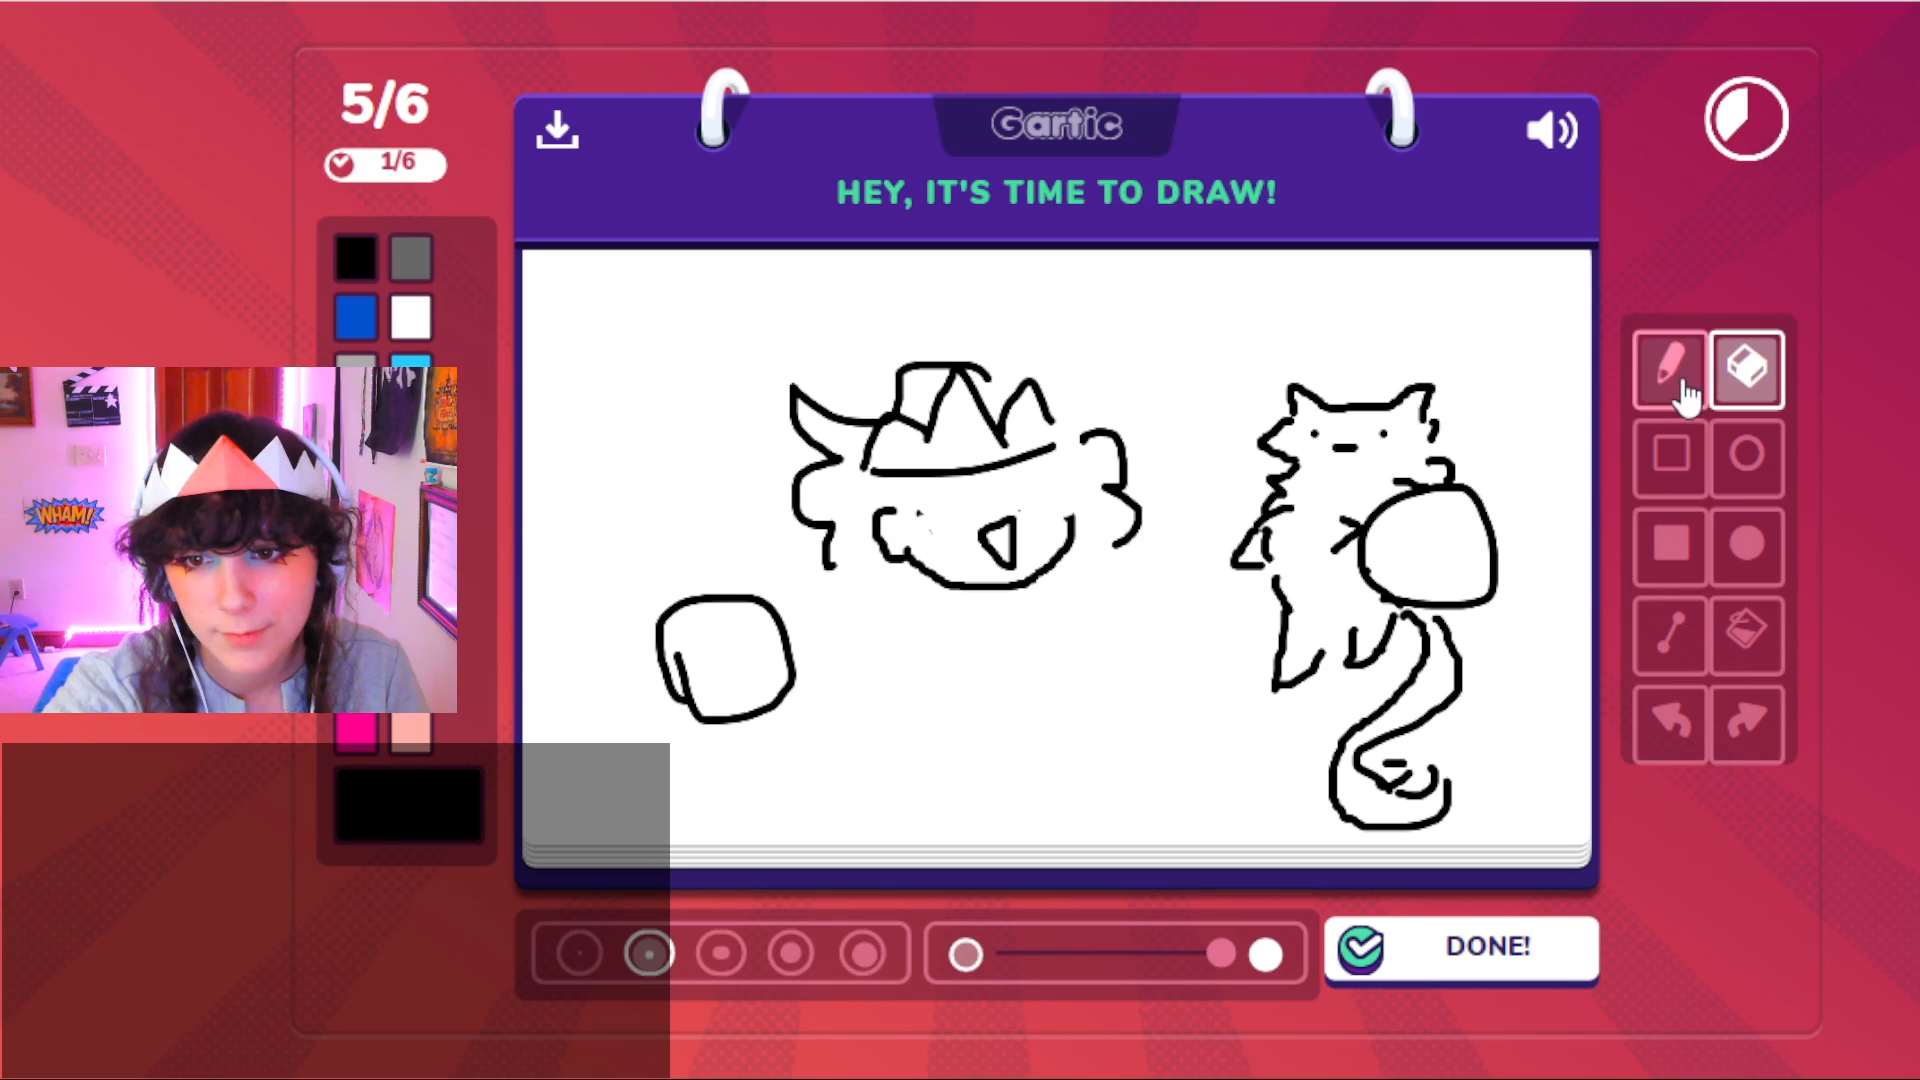 5/6
1/6
Gartic
HEY, IT'S TIME TO DRAW!
WHAM!
DONE!